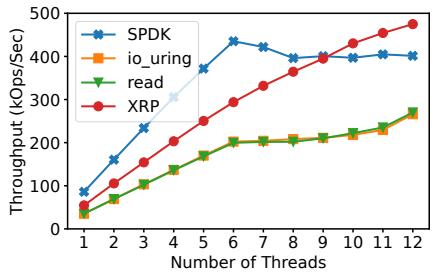 Throughput (kOps/Sec)
500
400
300
200
100
0
SPDK
io_uring
read
XRP
1 2 3 4 5 6 7 8 9 10 11 12
Number of Threads